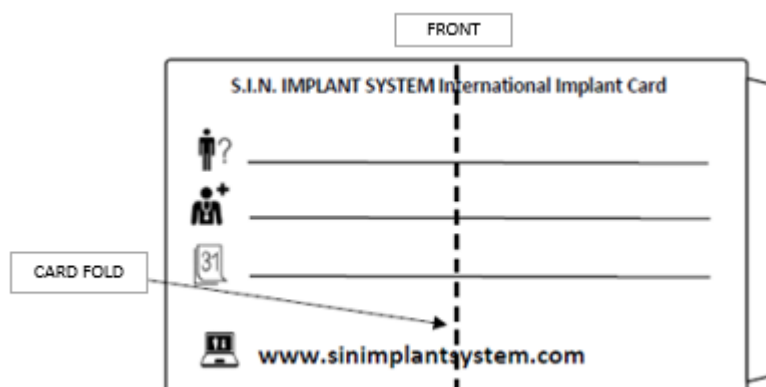 FRONT
S.I.N. IMPLANT SYSTEM International Implant Card
?
31
CARD FOLD
www.sinimplantsystem.com